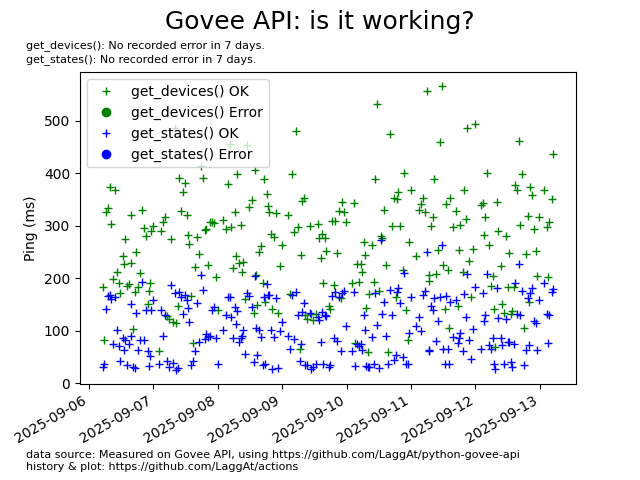 Govee API: is it working?
get_devices(): No recorded error in 7 days.
get_states(): No recorded error in 7 days.
get_devices() OK
get_devices() Error
get_states() OK
get_states() Error
Ping (ms)
500
400
300
200
100
0
2025-09-06
2025-09-07
2025-09-08
2025-09-09
2025-09-10
2025-09-11
2025-09-12
2025-09-13
data source: Measured on Govee API, using https://github.com/LaggAt/python-govee-api
history & plot: https://github.com/LaggAt/actions